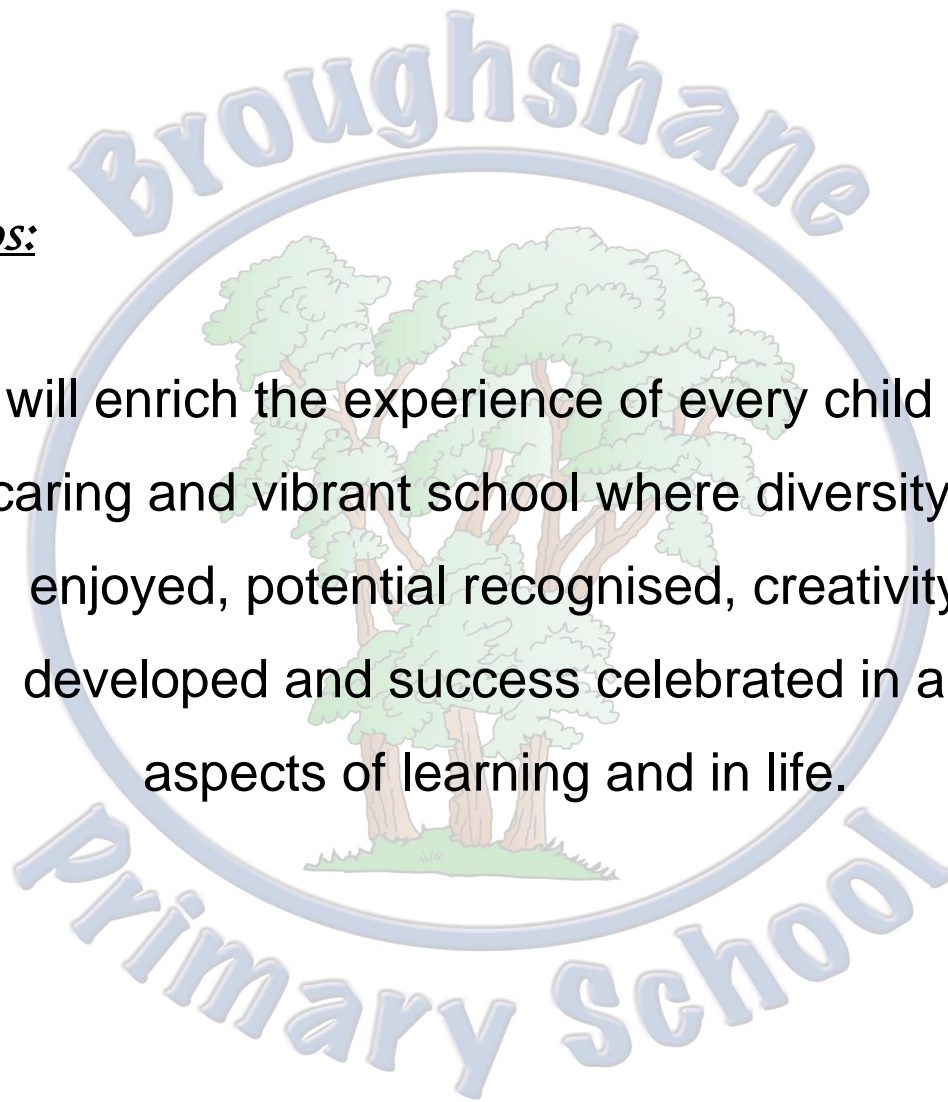 Broughshane
os:
will enrich the experience of every child
caring and vibrant school where diversity
enjoyed, potential recognised, creativity
developed and success celebrated in a
aspects of learning and in life.
Primary School